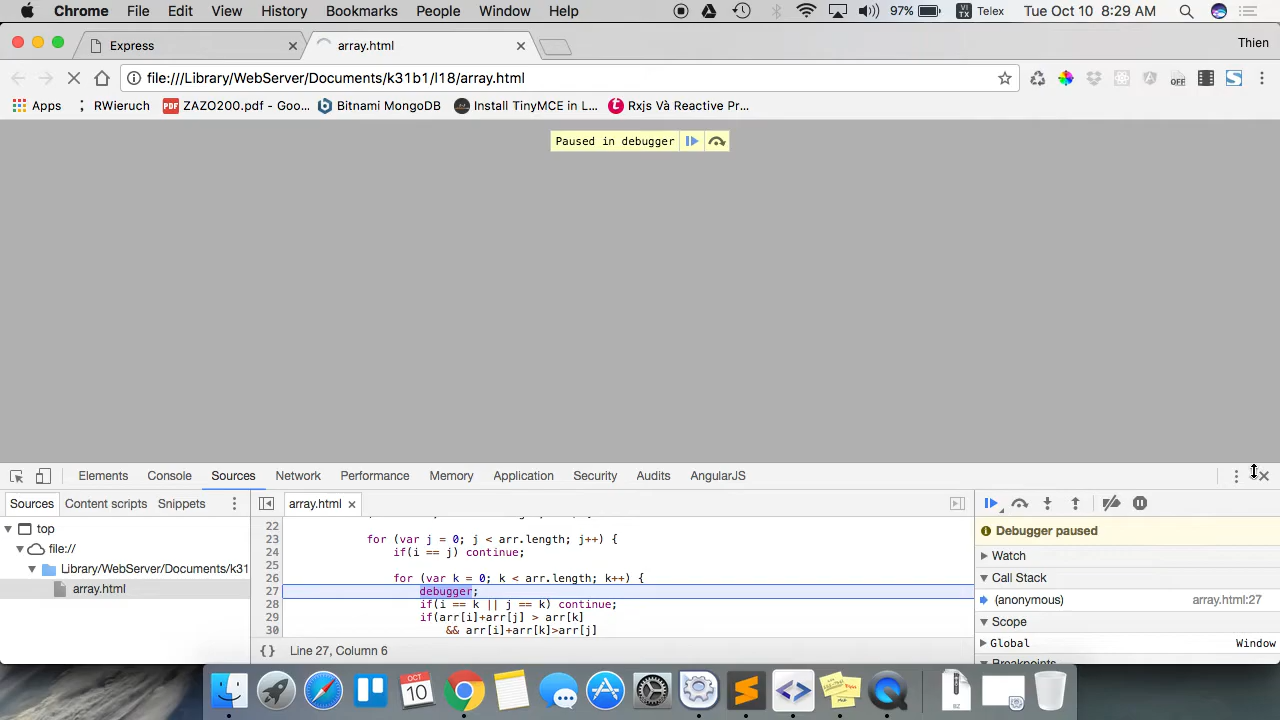 Chrome File Edit View History Bookmarks People Window Help 97% VI TX Telex Tue Oct 10 8:29 AM
Express array.html Thien
file:///Library/WebServer/Documents/k31b1/l18/array.html OFF
Apps RWieruch PDF ZAZO200.pdf - Goo... Bitnami MongoDB Install TinyMCE in L... t Rxjs Và Reactive Pr...
Paused in debugger
Elements Console Sources Network Performance Memory Application Security Audits AngularJS
Sources Content scripts Snippets array.html
Debugger paused
top
file://
Library/WebServer/Documents/k31
array.html
22
23 for (var j = 0; j < arr.length; j++) {
24 if(i == j) continue;
25
26 for (var k = 0; k < arr.length; k++) {
27 debugger;
28 if(i == k || j == k) continue;
29 if(arr[i]+arr[j] > arr[k]
30 && arr[i]+arr[k]>arr[j]
{} Line 27, Column 6
Watch
Call Stack
(anonymous) array.html:27
Scope
Global Window
Breakpoints
OCT
10